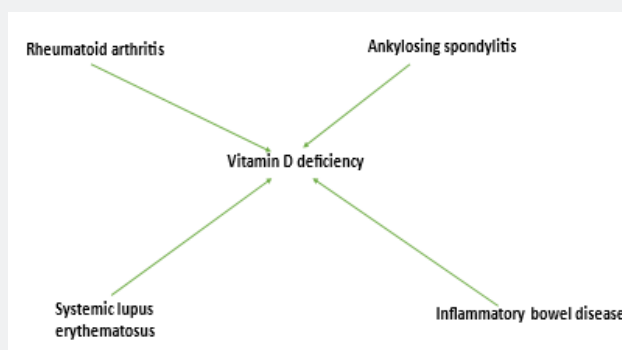 Rheumatoid arthritis
Ankylosing spondylitis
Vitamin D deficiency
Systemic lupus
erythematosus
Inflammatory bowel disease